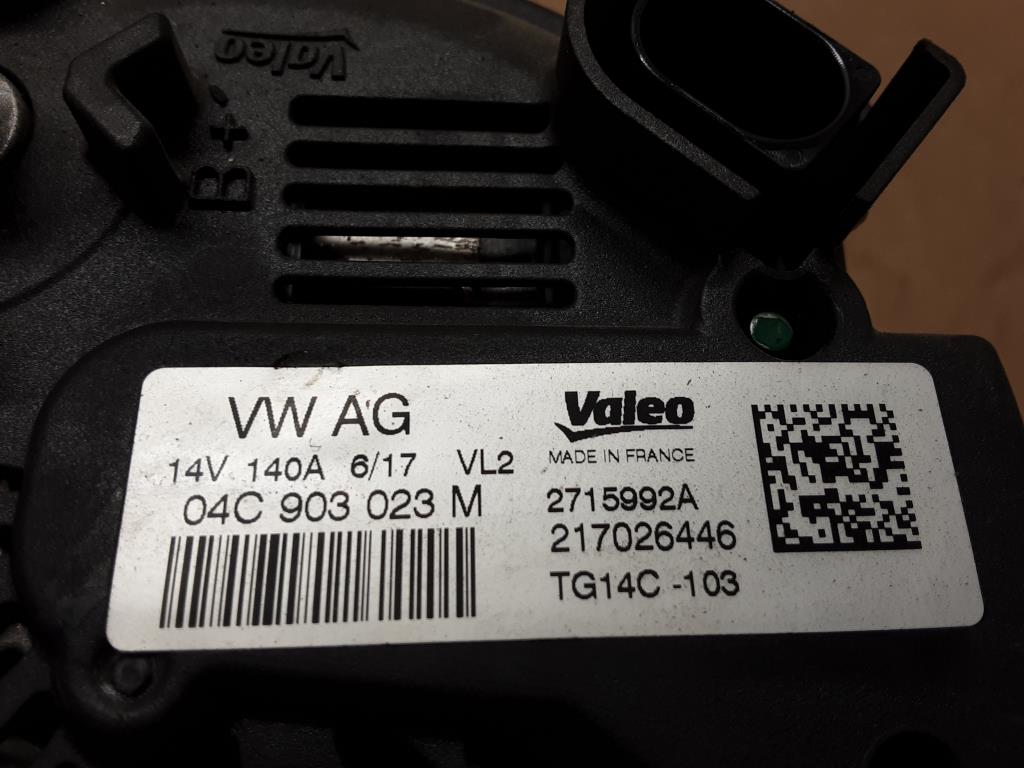 Valeo
B+
VW AG
14V 140A 6/17 VL2
04C 903 023 M
Valeo
MADE IN FRANCE
2715992A
217026446
TG14C -103